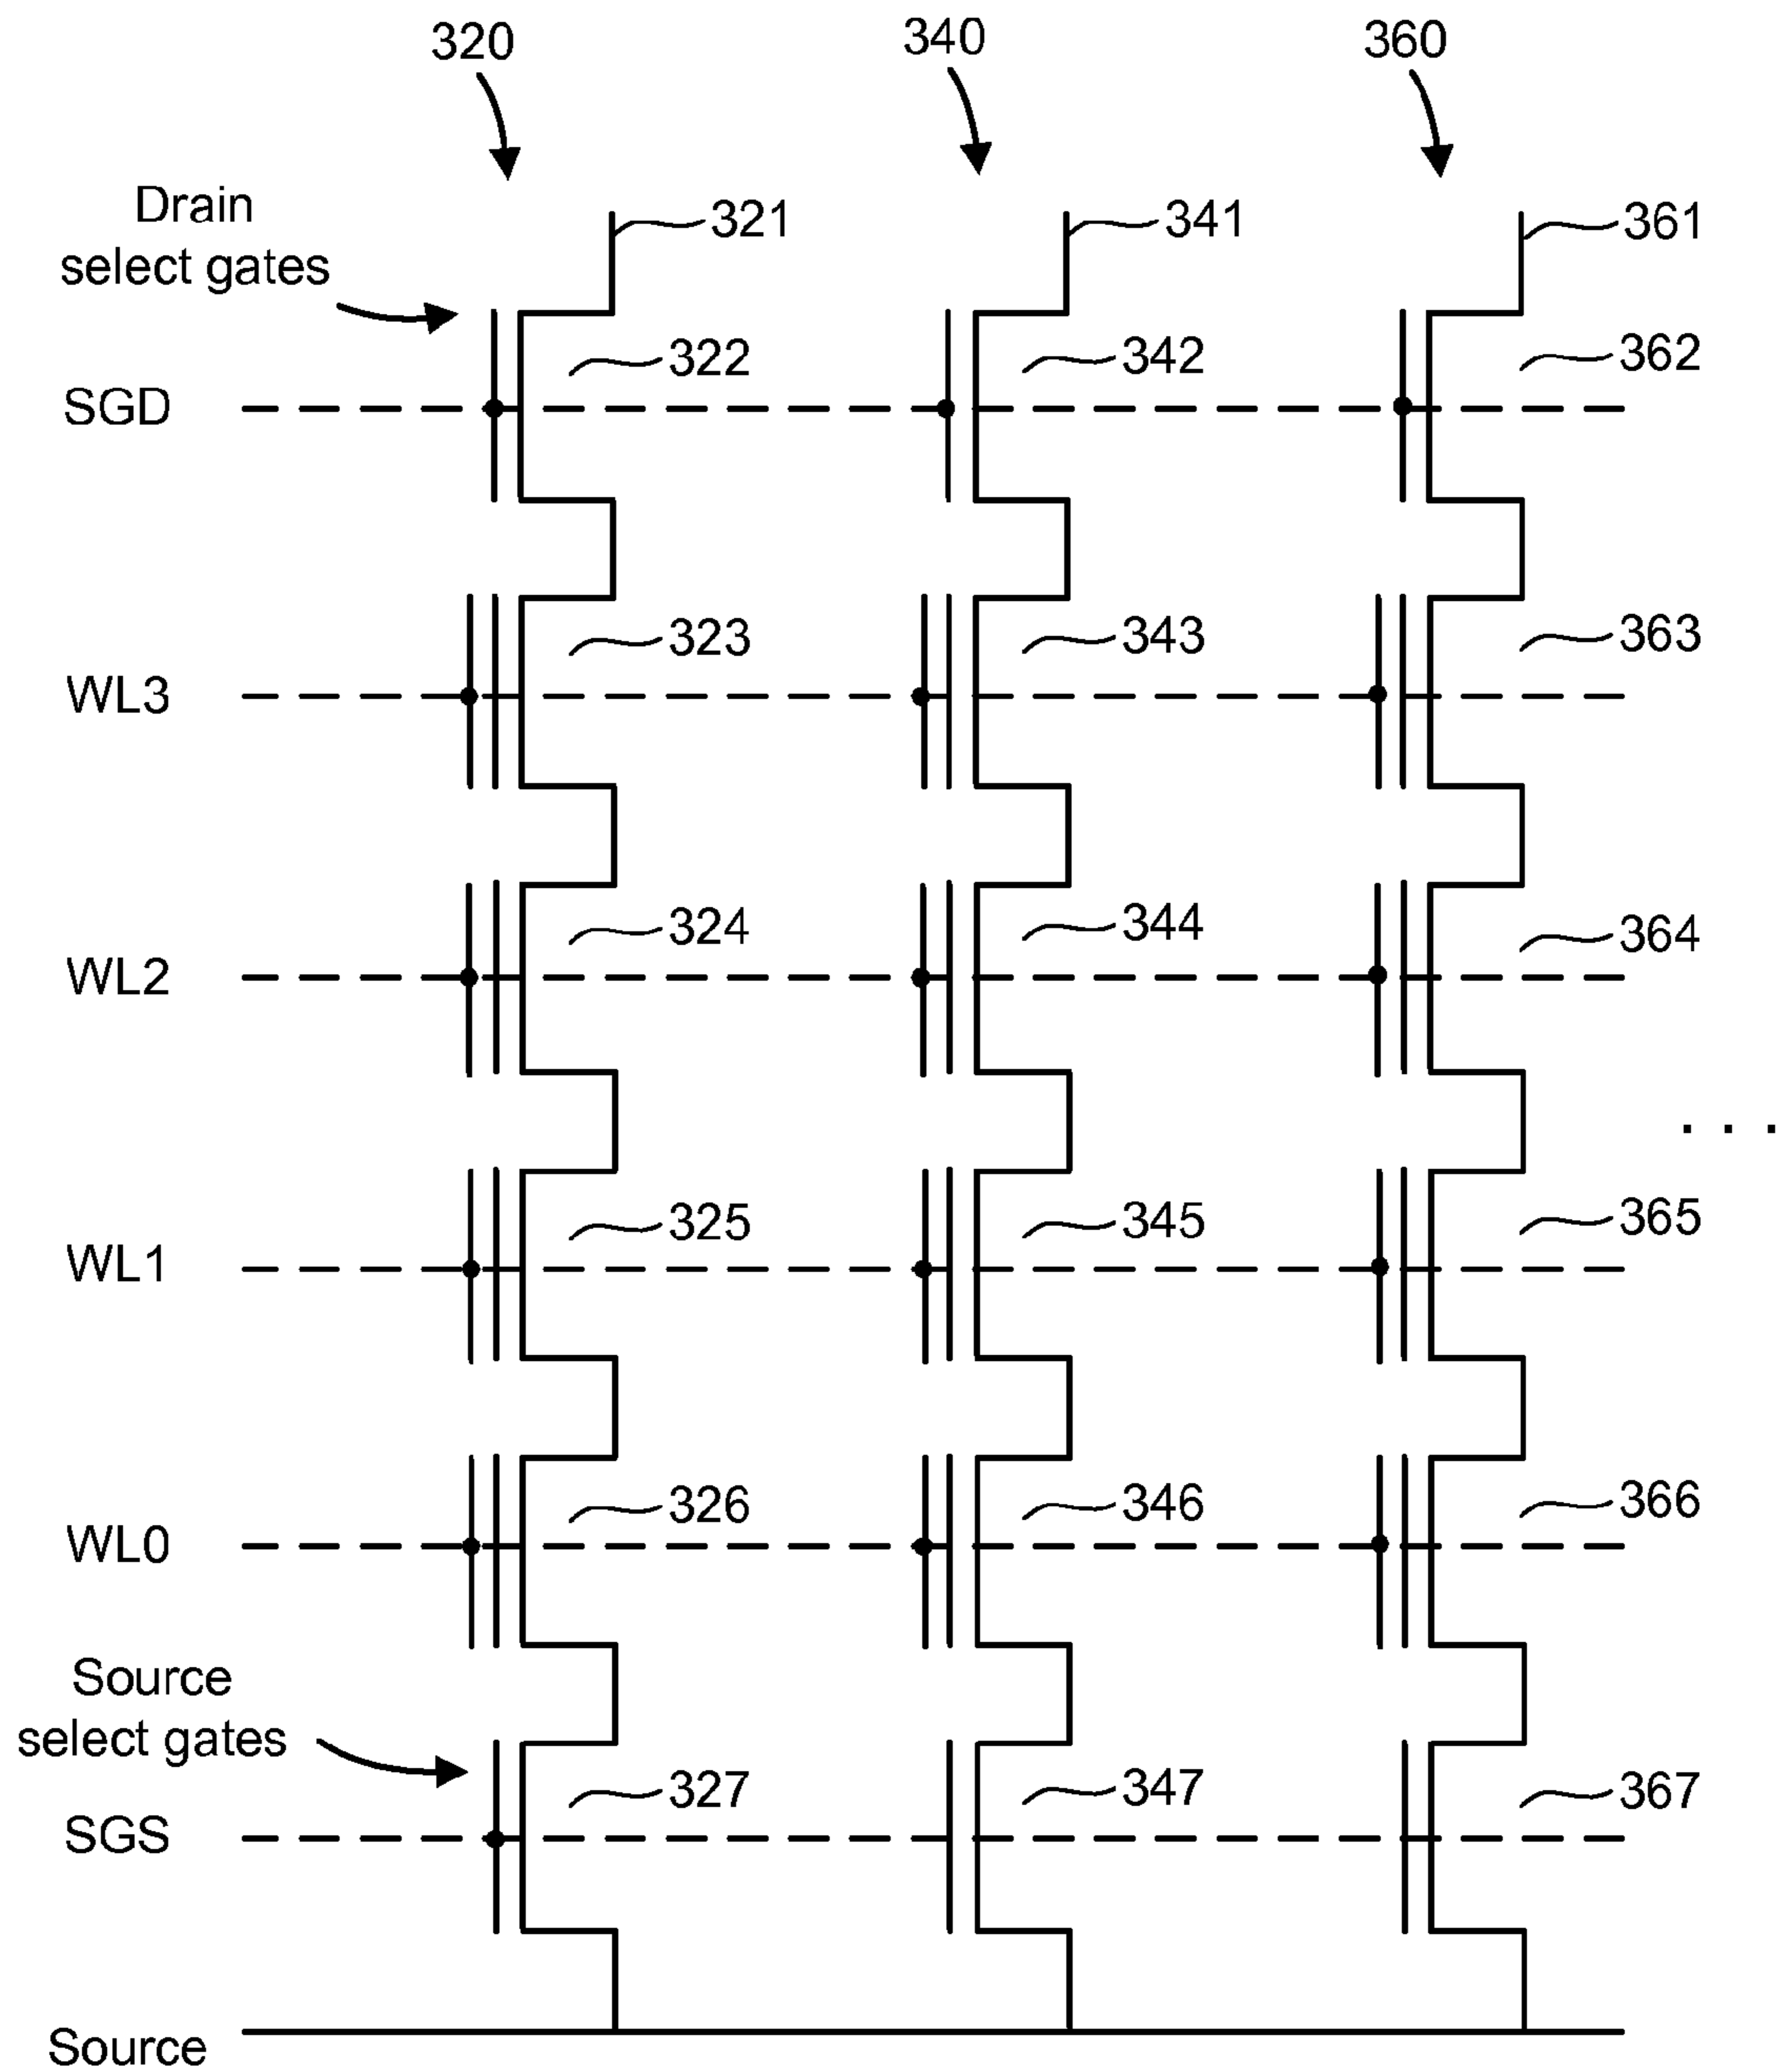 320 340 360
Drain
select gates
321 341 361
322 342 362
SGD
323 343 363
WL3
324 344 364
WL2
. . .
325 345 365
WL1
326 346 366
WL0
Source
select gates
327 347 367
SGS
Source